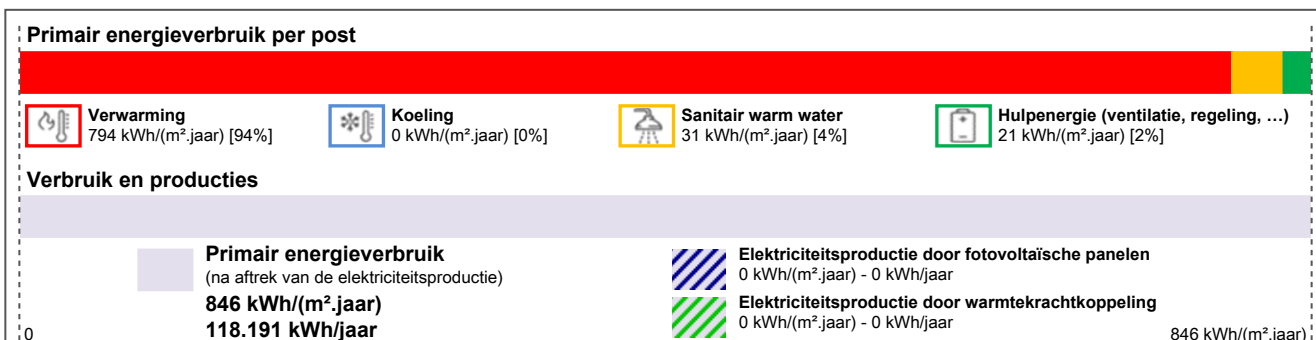 Primair energieverbruik per post
Verwarming
794 kWh/(m².jaar) [94%]
Koeling
0 kWh/(m².jaar) [0%]
Sanitair warm water
31 kWh/(m².jaar) [4%]
Hulpenergie (ventilatie, regeling, …)
21 kWh/(m².jaar) [2%]
Verbruik en producties
Primair energieverbruik
(na aftrek van de elektriciteitsproductie)
846 kWh/(m².jaar)
118.191 kWh/jaar
Elektriciteitsproductie door fotovoltaïsche panelen
0 kWh/(m².jaar) - 0 kWh/jaar
Elektriciteitsproductie door warmtekrachtkoppeling
0 kWh/(m².jaar) - 0 kWh/jaar
0
846 kWh/(m².jaar)